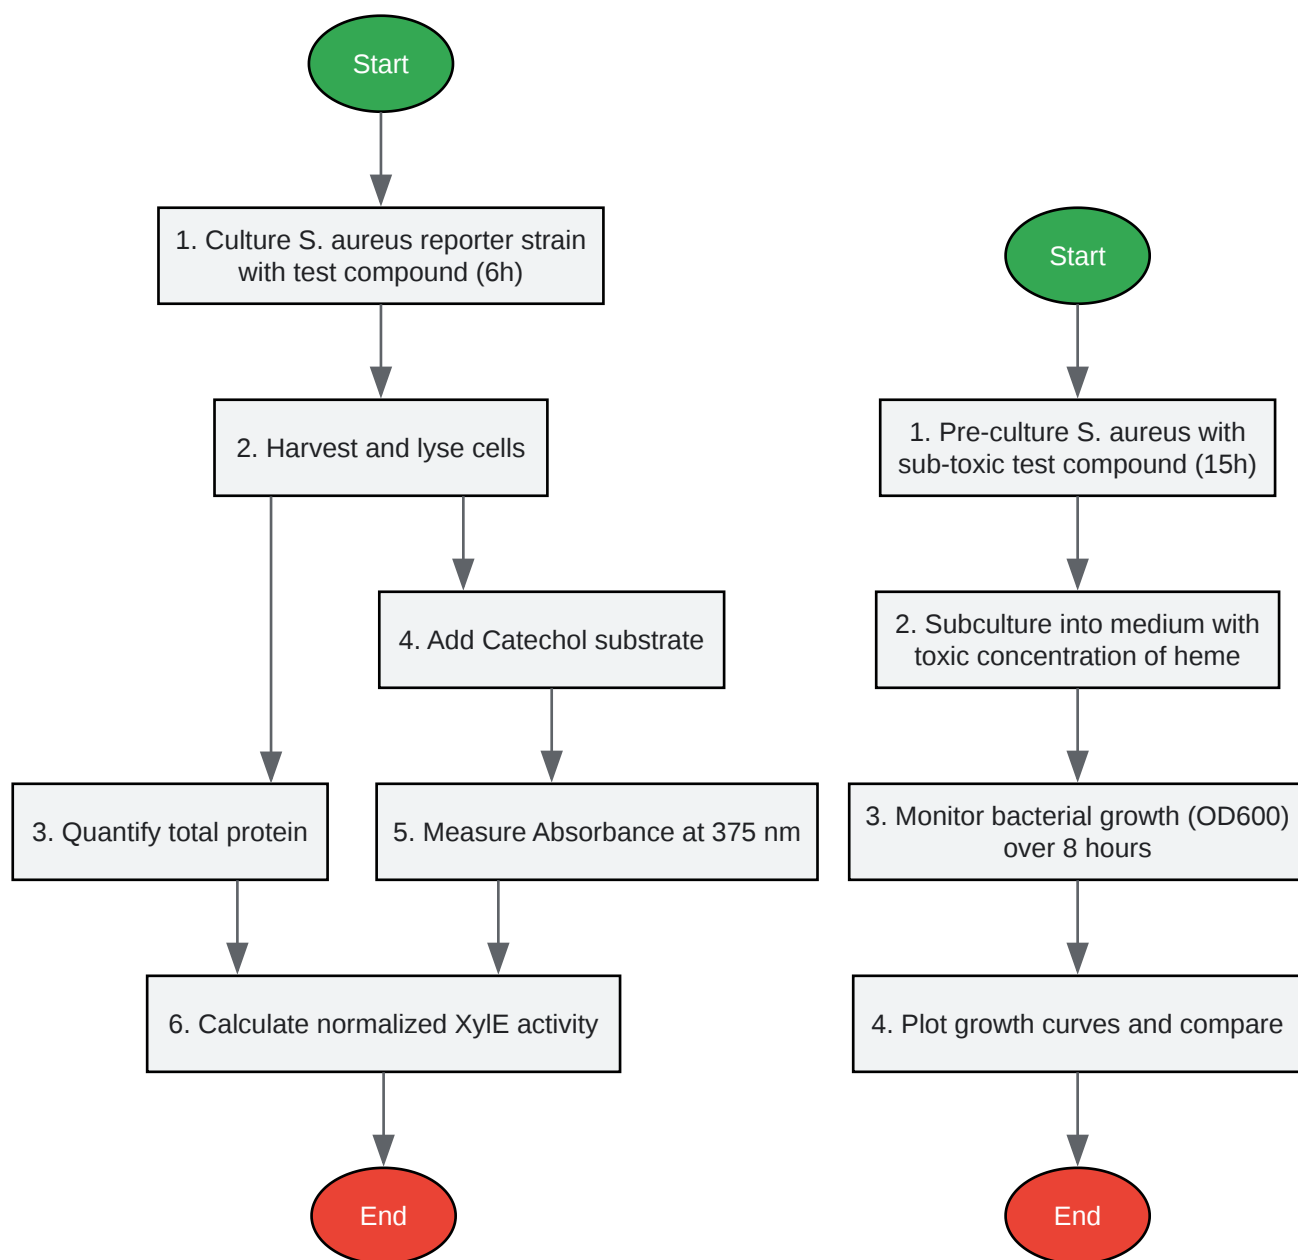 Start
1. Culture S. aureus reporter strain
with test compound (6h)
2. Harvest and lyse cells
4. Add Catechol substrate
3. Quantify total protein
5. Measure Absorbance at 375 nm
6. Calculate normalized XylE activity
End
Start
1. Pre-culture S. aureus with
sub-toxic test compound (15h)
2. Subculture into medium with
toxic concentration of heme
3. Monitor bacterial growth (OD600)
over 8 hours
4. Plot growth curves and compare
End